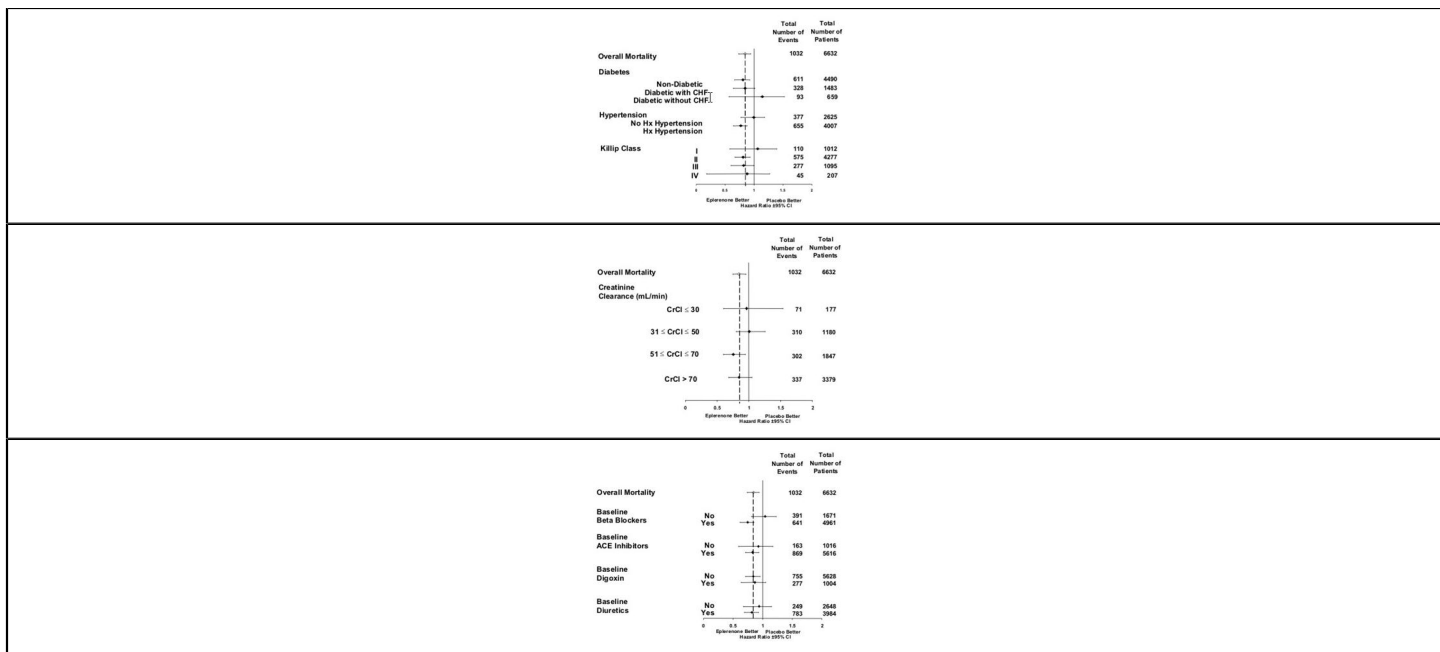 Total Total
Number of Number of
Events Patients
Overall Mortality 1032 6632
Diabetes
Non-Diabetic 611 4490
Diabetic with CHF 328 1483
Diabetic without CHF 93 659
Hypertension
No Hx Hypertension 377 2625
Hx Hypertension 655 4007
Killip Class
I 110 1012
II 575 4277
III 277 1095
IV 45 207
0 0.5 1 1.5 2
Eplerenone Better Placebo Better
Hazard Ratio ±95% CI
Total Total
Number of Number of
Events Patients
Overall Mortality 1032 6632
Creatinine
Clearance (mL/min)
CrCl ≤ 30 71 177
31 ≤ CrCl ≤ 50 310 1180
51 ≤ CrCl ≤ 70 302 1847
CrCl > 70 337 3379
0 0.5 1 1.5 2
Eplerenone Better Placebo Better
Hazard Ratio ±95% CI
Total Total
Number of Number of
Events Patients
Overall Mortality 1032 6632
Baseline No 391 1671
Beta Blockers Yes 641 4961
Baseline
ACE Inhibitors No 163 1016
Yes 869 5616
Baseline No 755 5628
Digoxin Yes 277 1004
Baseline No 249 2648
Diuretics Yes 783 3984
0 0.5 1 1.5 2
Eplerenone Better Placebo Better
Hazard Ratio ±95% CI